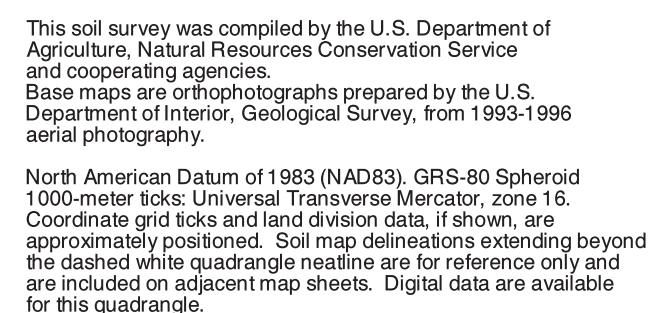 This soil survey was compiled by the U.S. Department of
Agriculture, Natural Resources Conservation Service
and cooperating agencies.
Base maps are orthophotographs prepared by the U.S.
Department of Interior, Geological Survey, from 1993-1996
aerial photography.

North American Datum of 1983 (NAD83). GRS-80 Spheroid
1000-meter ticks: Universal Transverse Mercator, zone 16.
Coordinate grid ticks and land division data, if shown, are
approximately positioned.  Soil map delineations extending beyond
the dashed white quadrangle neatline are for reference only and
are included on adjacent map sheets.  Digital data are available
for this quadrangle.